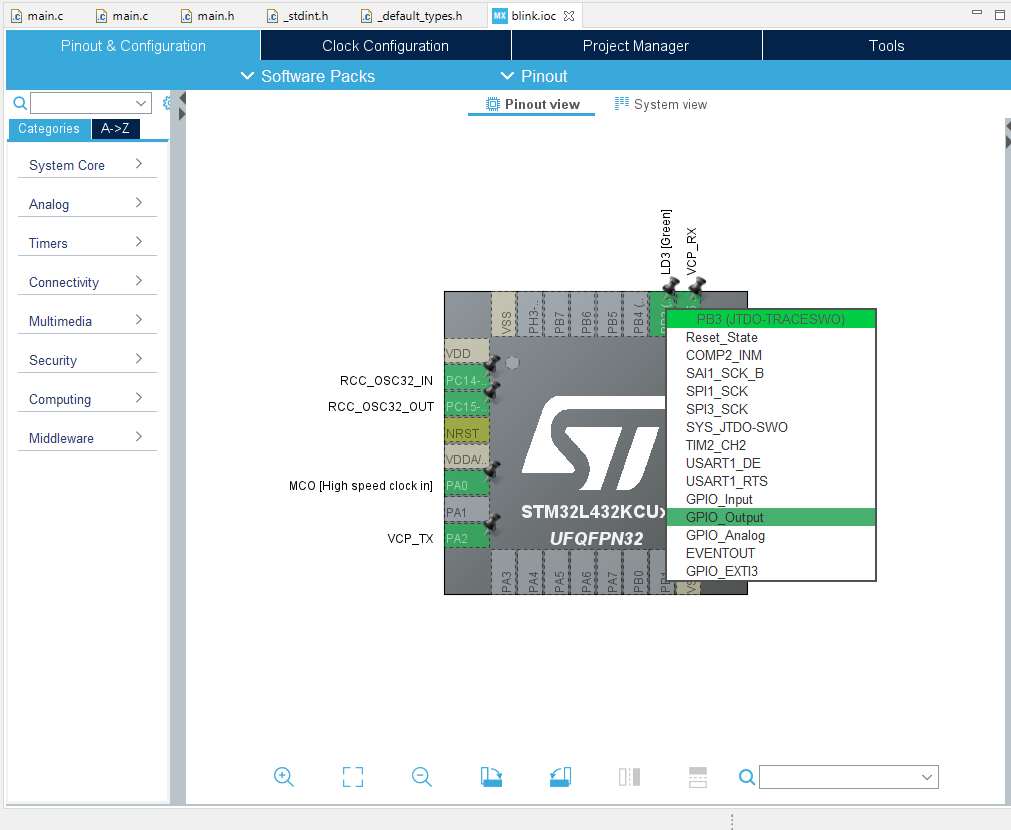 main.c main.c main.h _stdint.h _default_types.h MX blink.ioc
Pinout & Configuration Clock Configuration Project Manager Tools
Software Packs Pinout
Pinout view System view
Categories A->Z
System Core
Analog
Timers
Connectivity
Multimedia
Security
Computing
Middleware
LD3 [Green]
VCP_RX
VSS
PH3-..
PB7
PB6
PB5
PB4 (..
VDD
RCC_OSC32_IN PC14-..
RCC_OSC32_OUT PC15-..
NRST
VDDA/..
MCO [High speed clock in] PA0
PA1
VCP_TX PA2
STM32L432KCUx
UFQFPN32
PA3
PA4
PA5
PA6
PA7
PB0
PB1
VS
PB3 (JTDO-TRACESWO)
Reset_State
COMP2_INM
SAI1_SCK_B
SPI1_SCK
SPI3_SCK
SYS_JTDO-SWO
TIM2_CH2
USART1_DE
USART1_RTS
GPIO_Input
GPIO_Output
GPIO_Analog
EVENTOUT
GPIO_EXTI3